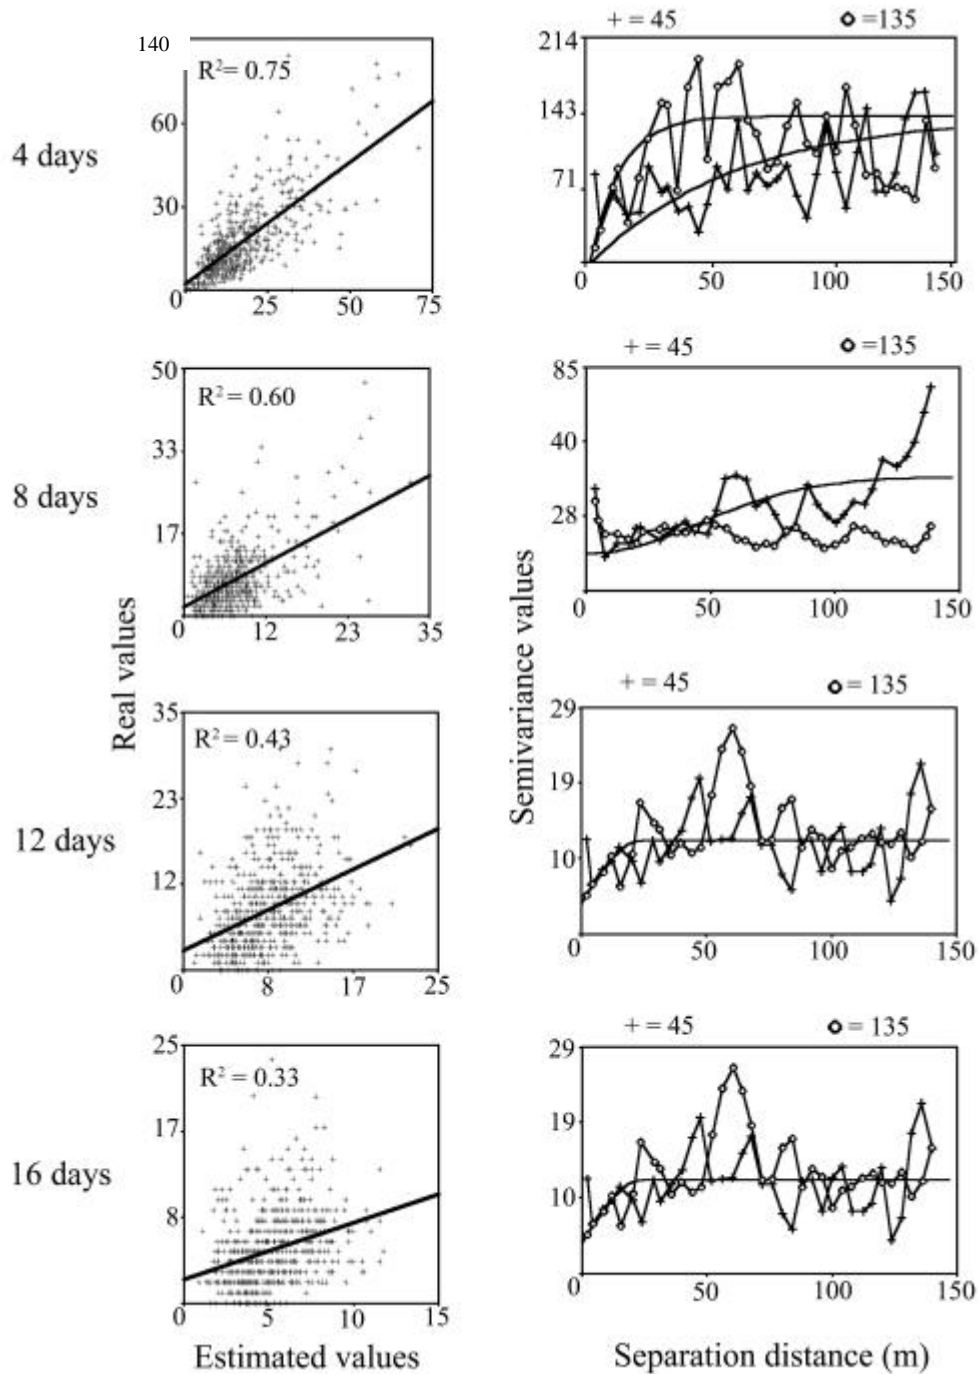 140
R²= 0.75
60
30
0 25 50 75
4 days
+ = 45 =135
214
143
71
0 50 100 150
50
R² = 0.60
33
17
0 12 23 35
8 days
+ = 45 =135
85
40
28
0 50 100 150
Real values
Semivariance values
35
R² = 0.43
23
12
0 8 17 25
12 days
+ = 45 = 135
29
19
10
0 50 100 150
25
R² = 0.33
17
8
0 5 10 15
16 days
+ = 45 = 135
29
19
10
0 50 100 150
Estimated values
Separation distance (m)